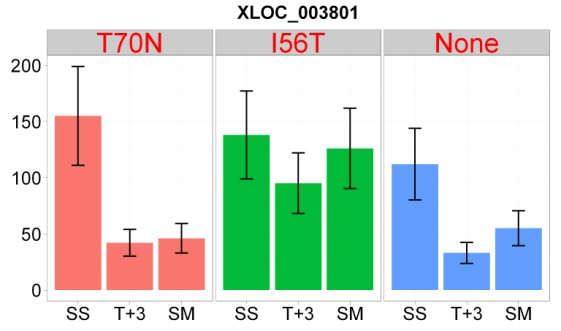 XLOC_003801
T70N I56T None
200
150
100
50
0
SS T+3 SM SS T+3 SM SS T+3 SM